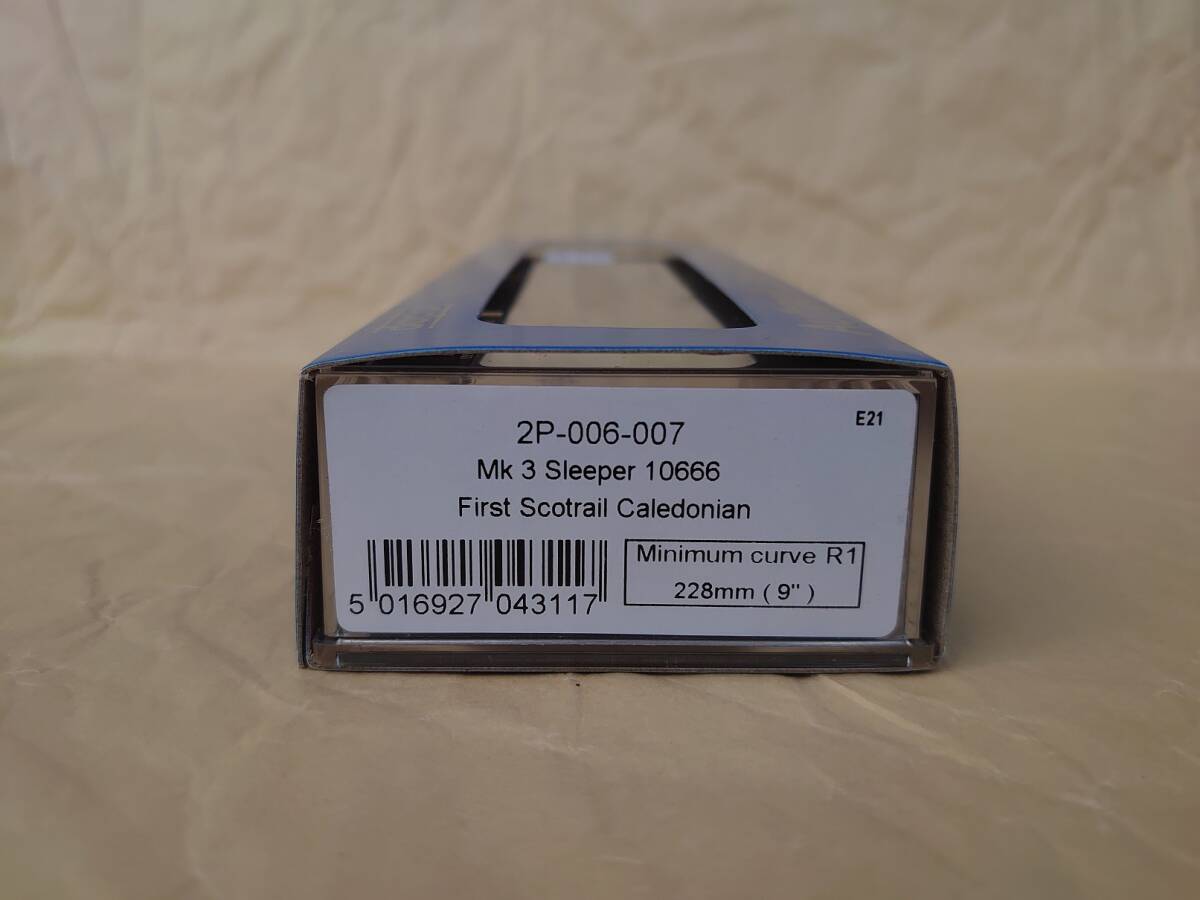 E21
2P-006-007
Mk 3 Sleeper 10666
First Scotrail Caledonian
Minimum curve R1
228mm ( 9" )
5 016927 043117